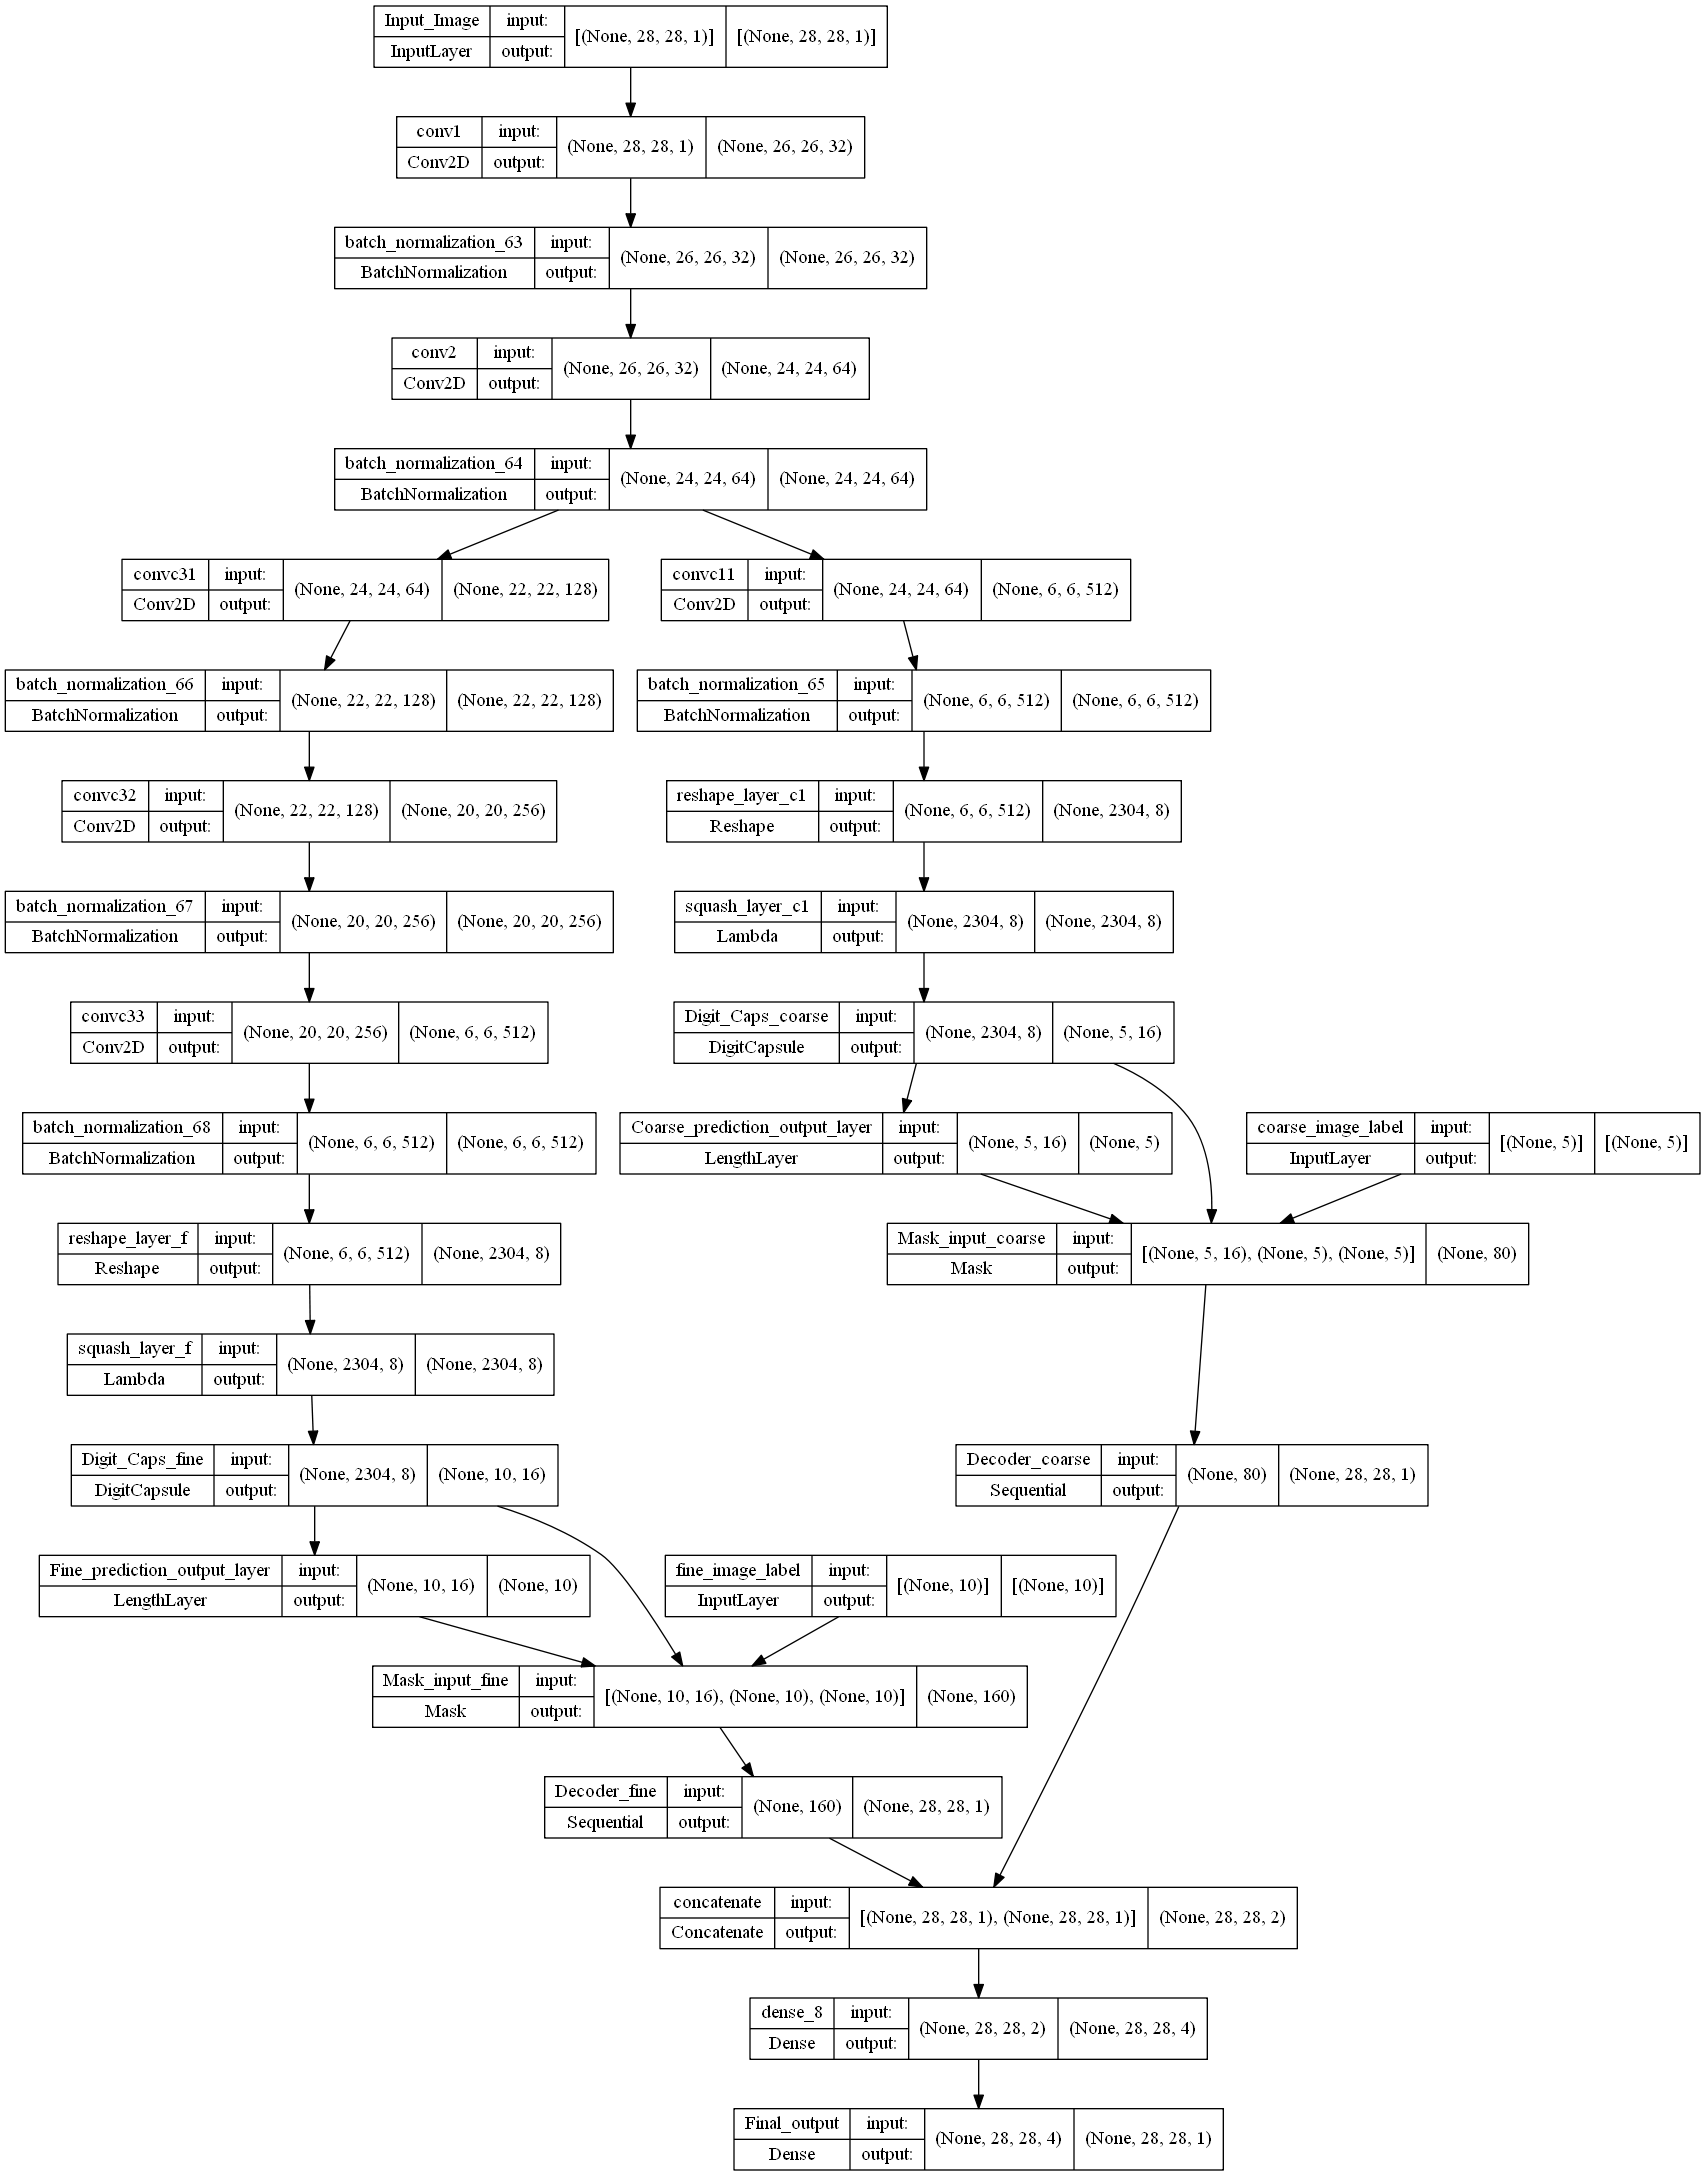 Input_Image input: [(None, 28, 28, 1)] [(None, 28, 28, 1)]
InputLayer output:
conv1 input: (None, 28, 28, 1) (None, 26, 26, 32)
Conv2D output:
batch_normalization_63 input: (None, 26, 26, 32) (None, 26, 26, 32)
BatchNormalization output:
conv2 input: (None, 26, 26, 32) (None, 24, 24, 64)
Conv2D output:
batch_normalization_64 input: (None, 24, 24, 64) (None, 24, 24, 64)
BatchNormalization output:
convc31 input: (None, 24, 24, 64) (None, 22, 22, 128)
Conv2D output:
convc11 input: (None, 24, 24, 64) (None, 6, 6, 512)
Conv2D output:
batch_normalization_66 input: (None, 22, 22, 128) (None, 22, 22, 128)
BatchNormalization output:
batch_normalization_65 input: (None, 6, 6, 512) (None, 6, 6, 512)
BatchNormalization output:
convc32 input: (None, 22, 22, 128) (None, 20, 20, 256)
Conv2D output:
reshape_layer_c1 input: (None, 6, 6, 512) (None, 2304, 8)
Reshape output:
batch_normalization_67 input: (None, 20, 20, 256) (None, 20, 20, 256)
BatchNormalization output:
squash_layer_c1 input: (None, 2304, 8) (None, 2304, 8)
Lambda output:
convc33 input: (None, 20, 20, 256) (None, 6, 6, 512)
Conv2D output:
Digit_Caps_coarse input: (None, 2304, 8) (None, 5, 16)
DigitCapsule output:
batch_normalization_68 input: (None, 6, 6, 512) (None, 6, 6, 512)
BatchNormalization output:
Coarse_prediction_output_layer input: (None, 5, 16) (None, 5)
LengthLayer output:
coarse_image_label input: [(None, 5)] [(None, 5)]
InputLayer output:
reshape_layer_f input: (None, 6, 6, 512) (None, 2304, 8)
Reshape output:
Mask_input_coarse input: [(None, 5, 16), (None, 5), (None, 5)] (None, 80)
Mask output:
squash_layer_f input: (None, 2304, 8) (None, 2304, 8)
Lambda output:
Digit_Caps_fine input: (None, 2304, 8) (None, 10, 16)
DigitCapsule output:
Decoder_coarse input: (None, 80) (None, 28, 28, 1)
Sequential output:
Fine_prediction_output_layer input: (None, 10, 16) (None, 10)
LengthLayer output:
fine_image_label input: [(None, 10)] [(None, 10)]
InputLayer output:
Mask_input_fine input: [(None, 10, 16), (None, 10), (None, 10)] (None, 160)
Mask output:
Decoder_fine input: (None, 160) (None, 28, 28, 1)
Sequential output:
concatenate input: [(None, 28, 28, 1), (None, 28, 28, 1)] (None, 28, 28, 2)
Concatenate output:
dense_8 input: (None, 28, 28, 2) (None, 28, 28, 4)
Dense output:
Final_output input: (None, 28, 28, 4) (None, 28, 28, 1)
Dense output: